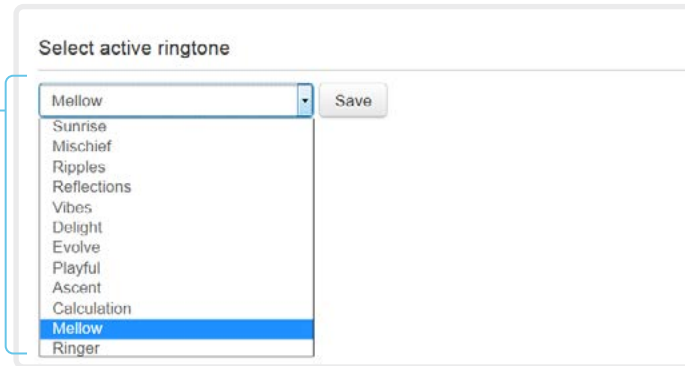 Select active ringtone
Mellow Save
Sunrise
Mischief
Ripples
Reflections
Vibes
Delight
Evolve
Playful
Ascent
Calculation
Mellow
Ringer